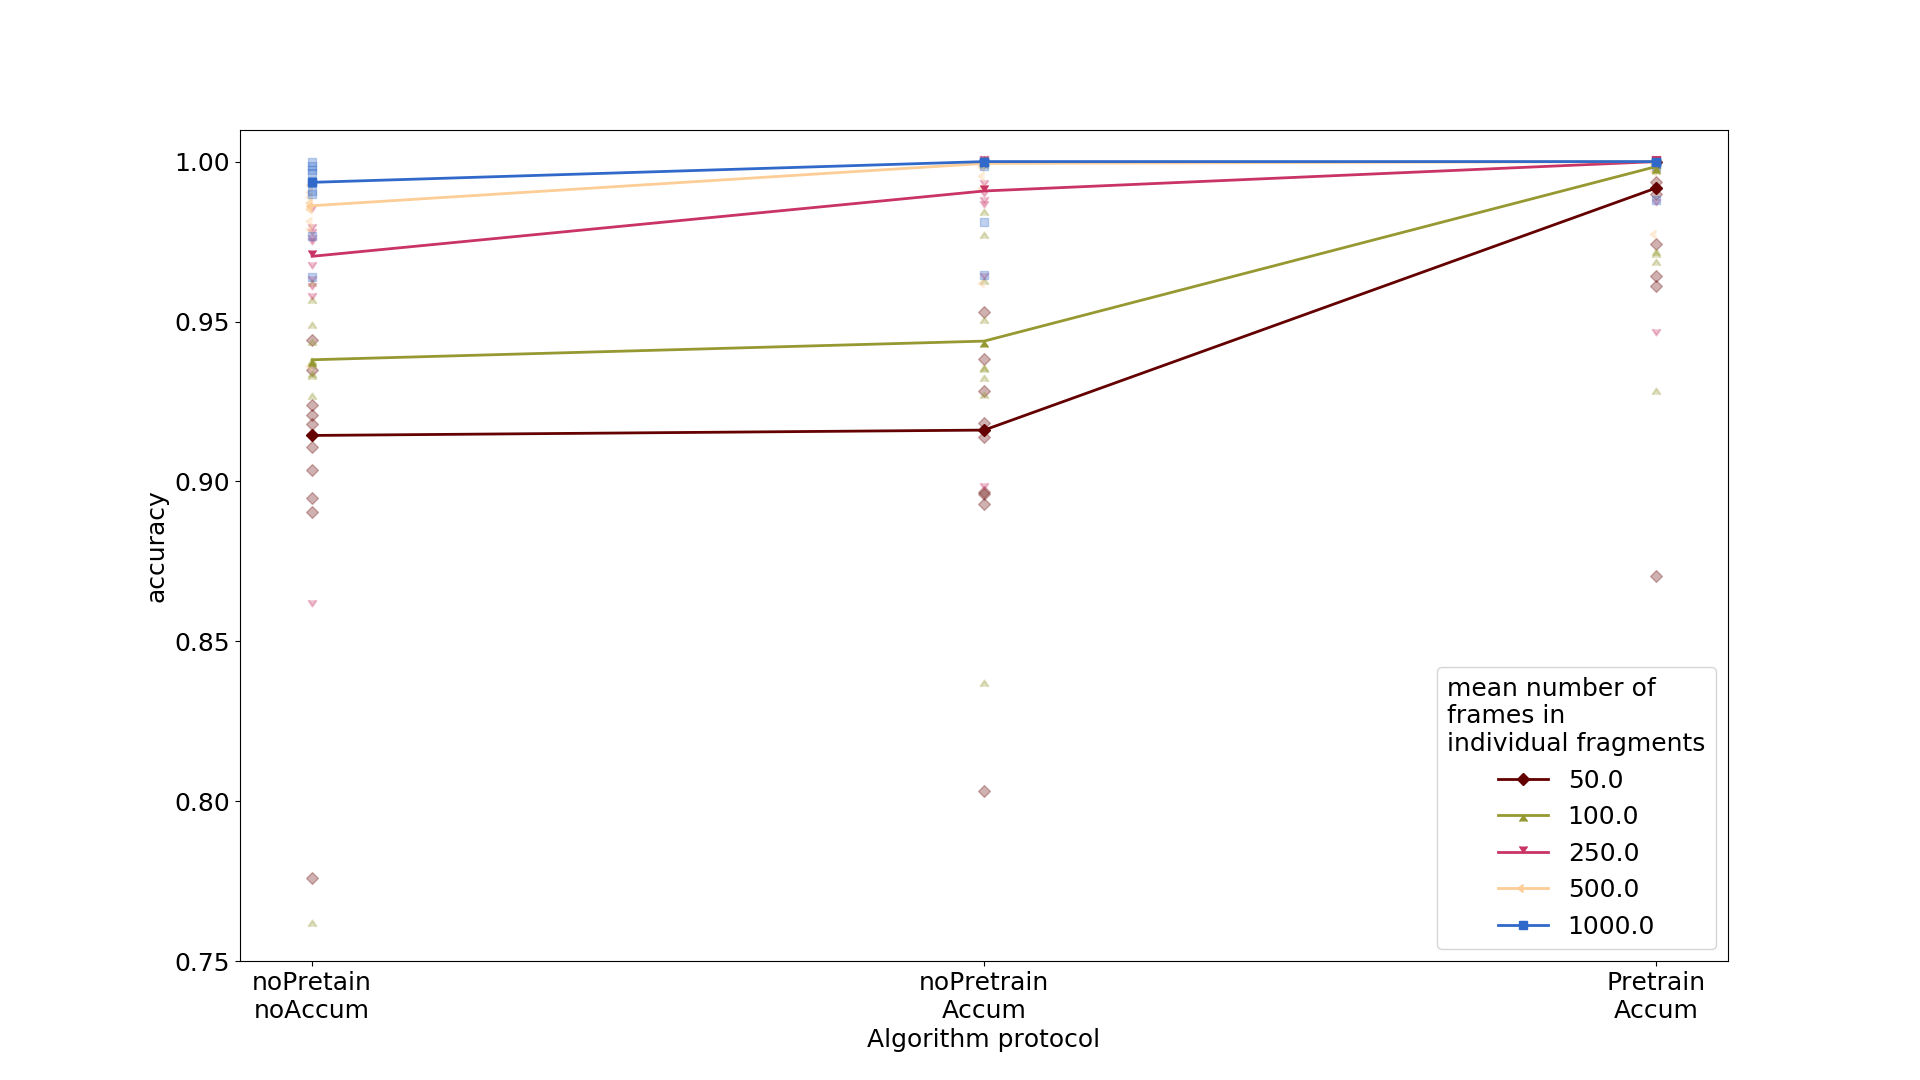 1.00
0.95
0.90
0.85
0.80
0.75
accuracy
noPretain
noAccum
noPretrain
Accum
Pretrain
Accum
Algorithm protocol
mean number of
frames in
individual fragments
50.0
100.0
250.0
500.0
1000.0